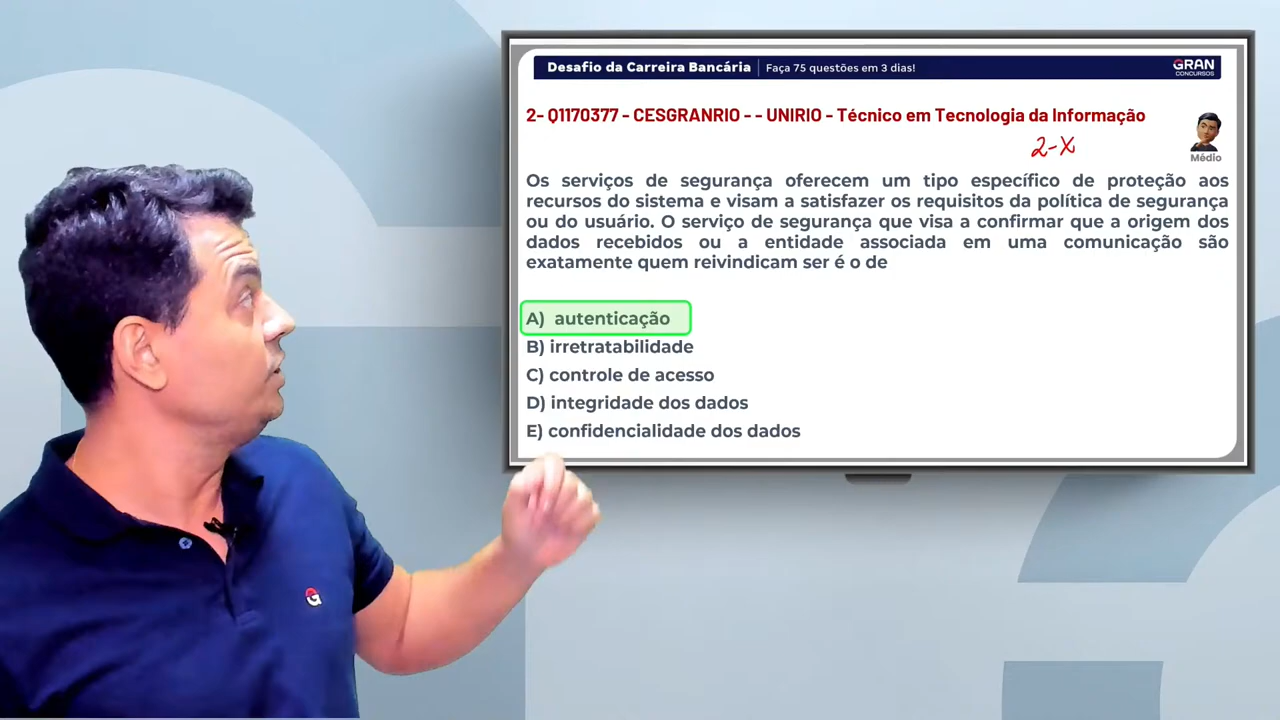 Desafio da Carreira Bancária | Faça 75 questões em 3 dias!
GRAN
CONCURSOS
2- Q1170377 - CESGRANRIO - - UNIRIO - Técnico em Tecnologia da Informação
2-X
Médio
Os serviços de segurança oferecem um tipo específico de proteção aos
recursos do sistema e visam a satisfazer os requisitos da política de segurança
ou do usuário. O serviço de segurança que visa a confirmar que a origem dos
dados recebidos ou a entidade associada em uma comunicação são
exatamente quem reivindicam ser é o de
A) autenticação
B) irretratabilidade
C) controle de acesso
D) integridade dos dados
E) confidencialidade dos dados
G